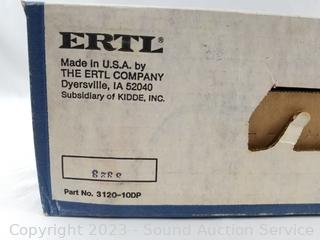 ERTL®
Made in U.S.A. by
THE ERTL COMPANY
Dyersville, IA 52040
Subsidiary of KIDDE, INC.
Part No. 3120-10DP
Copyright 2023 - Sound Auction Service